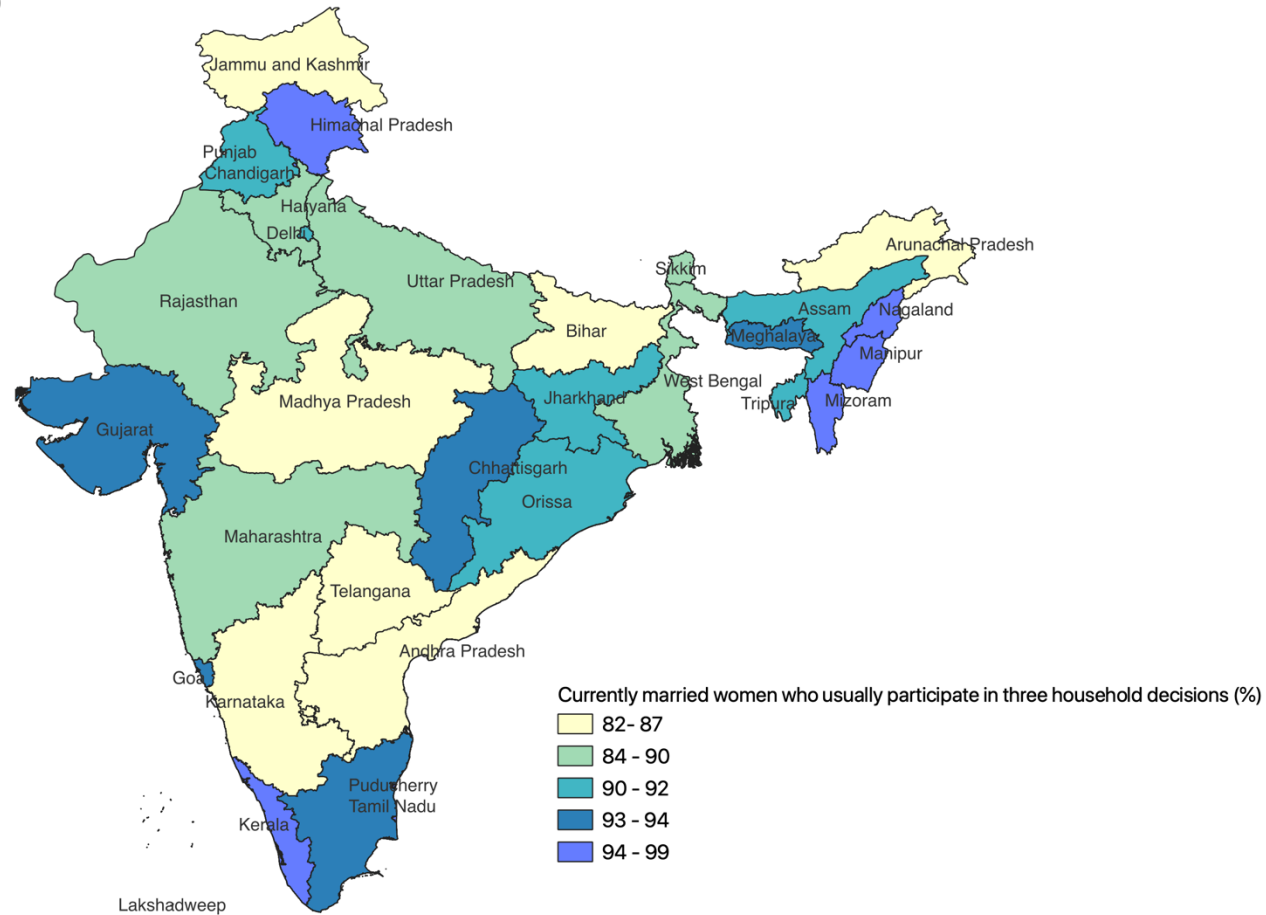 Jammu and Kashmir
Himachal Pradesh
Punjab
Chandigarh
Haryana
Delhi
Arunachal Pradesh
Sikkim
Uttar Pradesh
Rajasthan
Assam
Nagaland
Bihar
Meghalaya
Manipur
West Bengal
Jharkhand
Madhya Pradesh
Tripura
Mizoram
Gujarat
Chhattisgarh
Orissa
Maharashtra
Telangana
Andhra Pradesh
Goa
Karnataka
Currently married women who usually participate in three household decisions (%)
82- 87
84 - 90
90 - 92
93 - 94
94 - 99
Puducherry
Tamil Nadu
Kerala
Lakshadweep